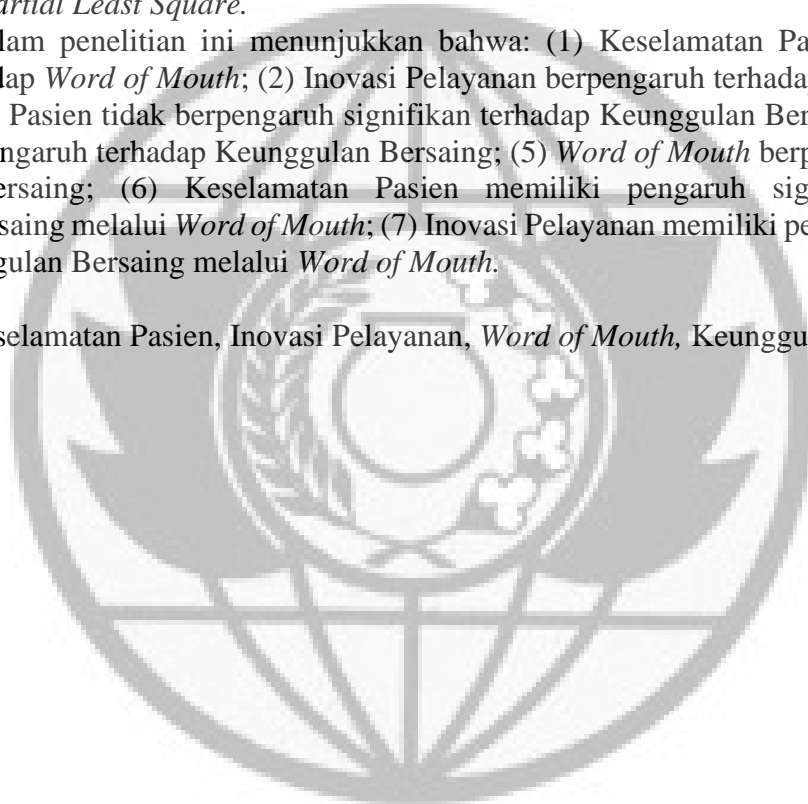 artial Least Square.
lam penelitian ini menunjukkan bahwa: (1) Keselamatan Pa
lap Word of Mouth; (2) Inovasi Pelayanan berpengaruh terhada
Pasien tidak berpengaruh signifikan terhadap Keunggulan Ber
ngaruh terhadap Keunggulan Bersaing; (5) Word of Mouth berp
ersaing; (6) Keselamatan Pasien memiliki pengaruh sig
saing melalui Word of Mouth; (7) Inovasi Pelayanan memiliki pe
gulan Bersaing melalui Word of Mouth.
selamatan Pasien, Inovasi Pelayanan, Word of Mouth, Keunggu